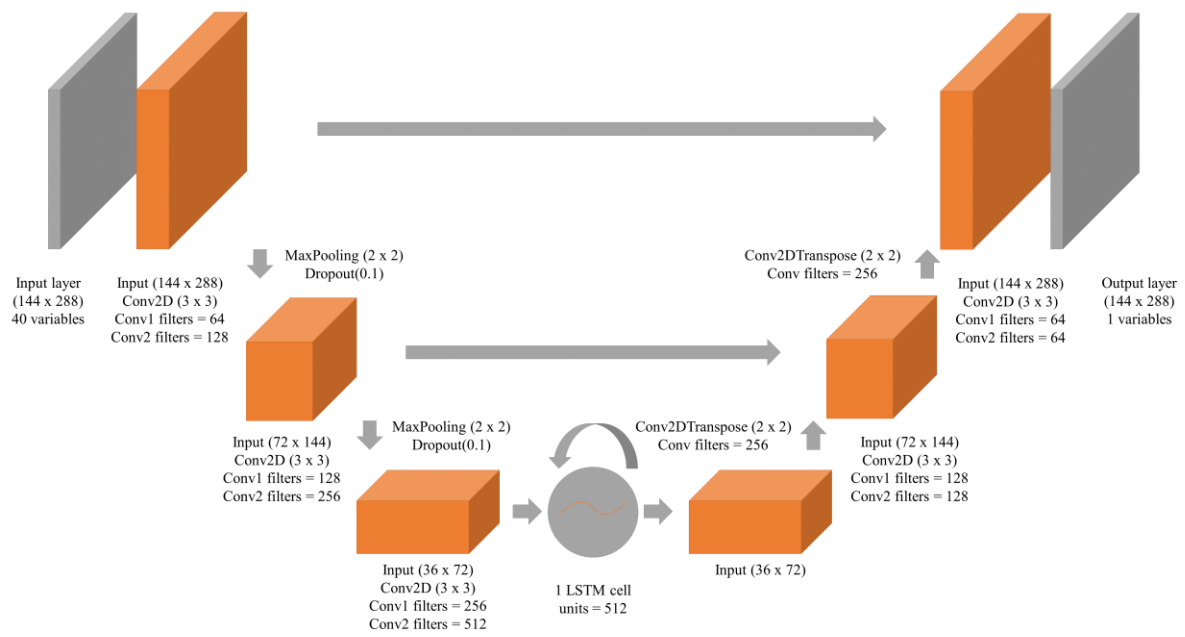 MaxPooling (2 x 2)
Dropout(0.1)
Conv2DTranspose (2 x 2)
Conv filters = 256
Input layer
(144 x 288)
40 variables
Input (144 x 288)
Conv2D (3 x 3)
Conv1 filters = 64
Conv2 filters = 128
Input (144 x 288)
Conv2D (3 x 3)
Conv1 filters = 64
Conv2 filters = 64
Output layer
(144 x 288)
1 variables
MaxPooling (2 x 2)
Dropout(0.1)
Conv2DTranspose (2 x 2)
Conv filters = 256
Input (72 x 144)
Conv2D (3 x 3)
Conv1 filters = 128
Conv2 filters = 256
Input (72 x 144)
Conv2D (3 x 3)
Conv1 filters = 128
Conv2 filters = 128
Input (36 x 72)
Conv2D (3 x 3)
Conv1 filters = 256
Conv2 filters = 512
1 LSTM cell
units = 512
Input (36 x 72)